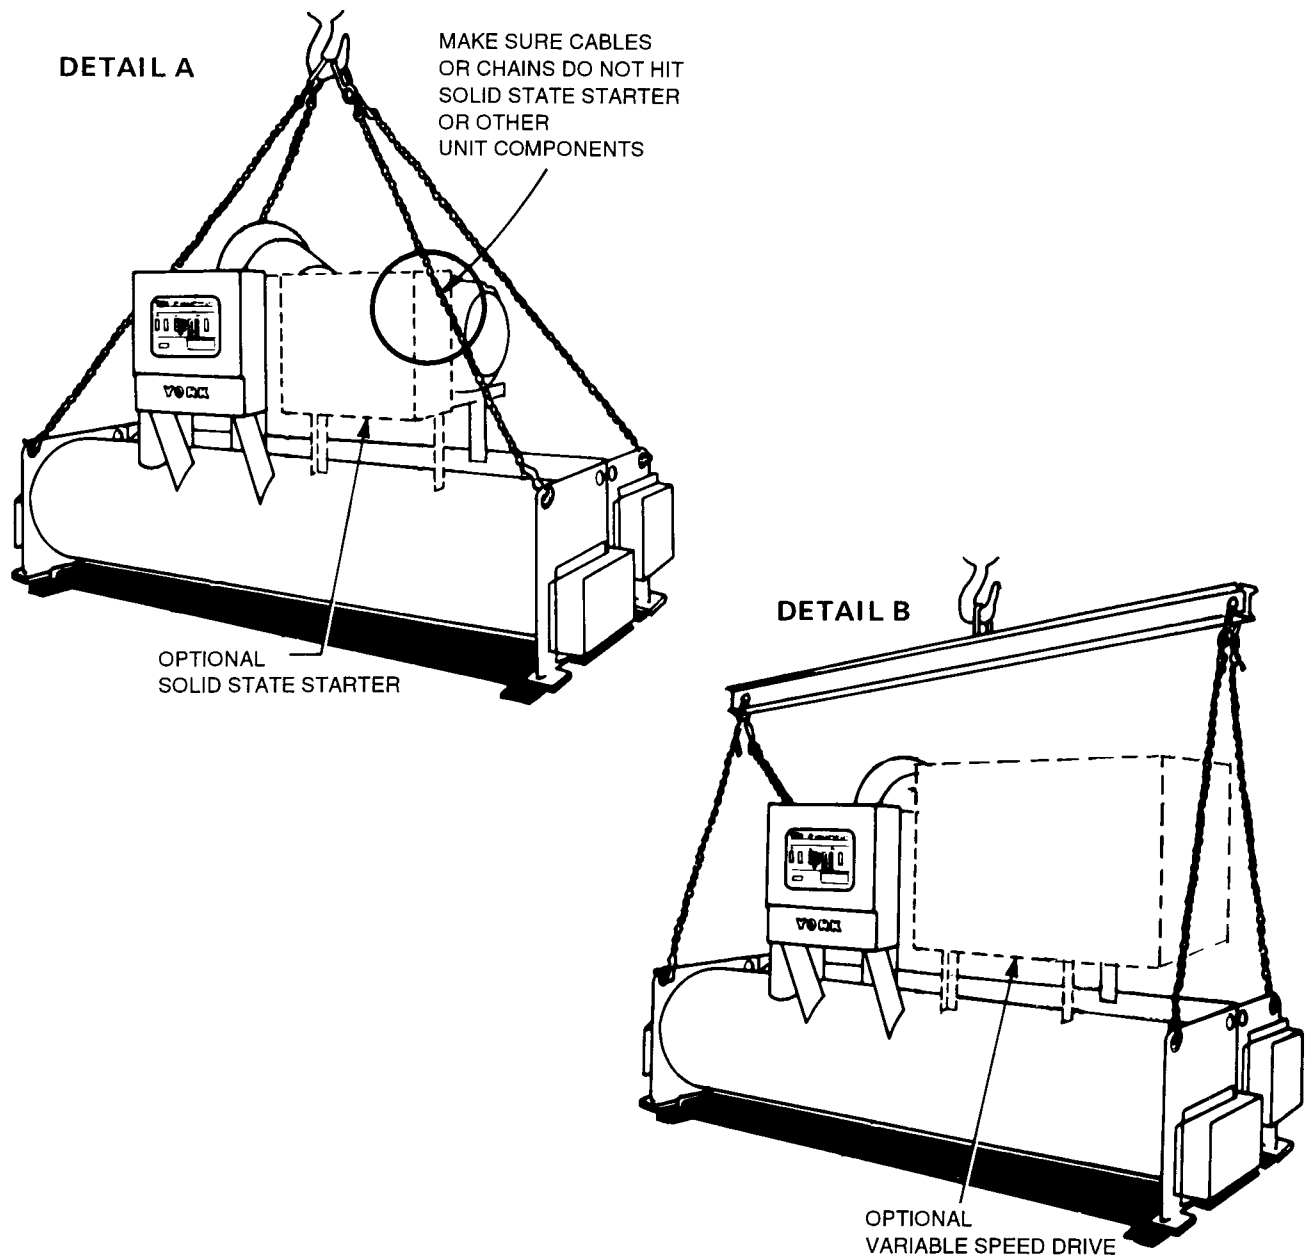 DETAIL A
MAKE SURE CABLES
OR CHAINS DO NOT HIT
SOLID STATE STARTER
OR OTHER
UNIT COMPONENTS
YORK
OPTIONAL
SOLID STATE STARTER
DETAIL B
YORK
OPTIONAL
VARIABLE SPEED DRIVE